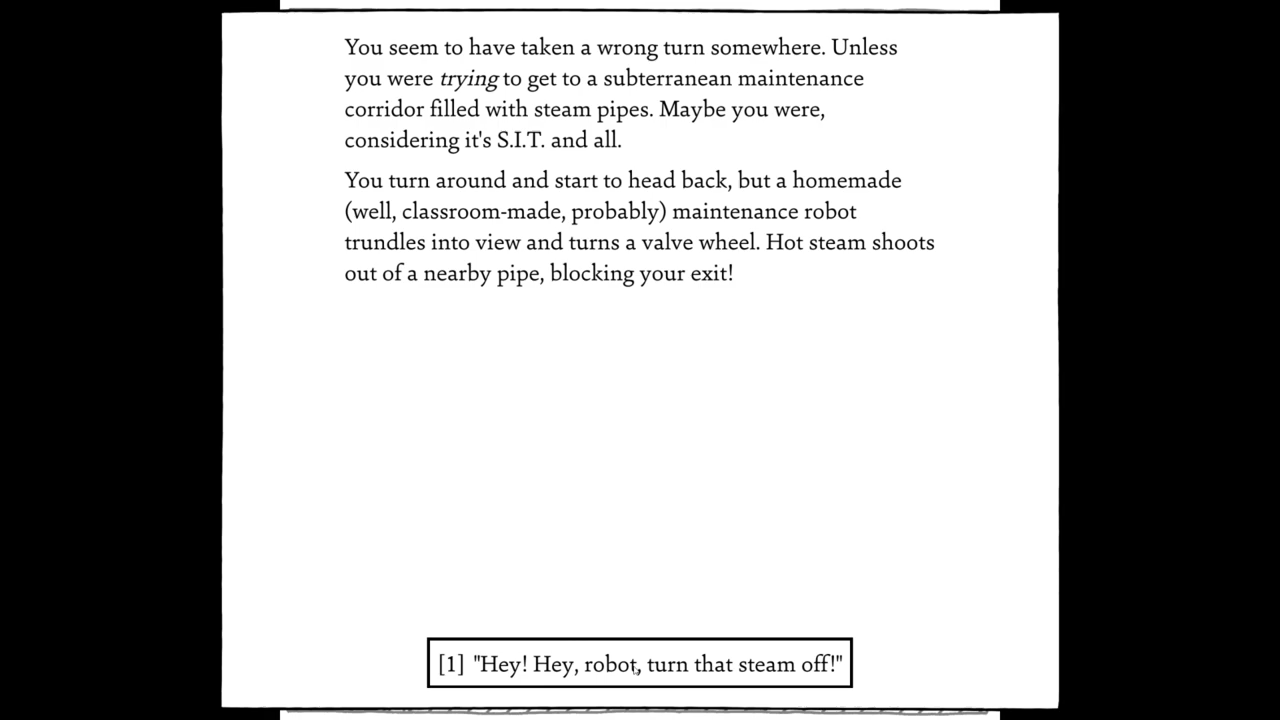 You seem to have taken a wrong turn somewhere. Unless
you were trying to get to a subterranean maintenance
corridor filled with steam pipes. Maybe you were,
considering it's S.I.T. and all.
You turn around and start to head back, but a homemade
(well, classroom-made, probably) maintenance robot
trundles into view and turns a valve wheel. Hot steam shoots
out of a nearby pipe, blocking your exit!
[1] "Hey! Hey, robot, turn that steam off!"